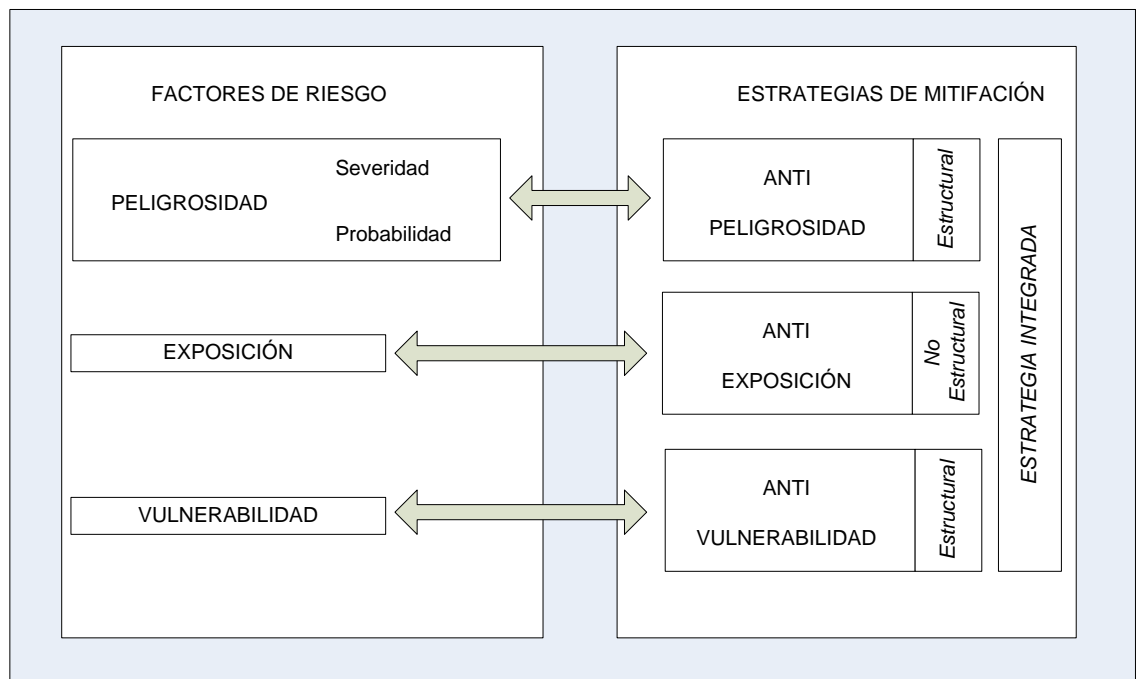 FACTORES DE RIESGO
PELIGROSIDAD
Severidad
Probabilidad
EXPOSICIÓN
VULNERABILIDAD
ESTRATEGIAS DE MITIFACIÓN
ANTI
PELIGROSIDAD
Estructural
ANTI
EXPOSICIÓN
No
Estructural
ANTI
VULNERABILIDAD
Estructural
ESTRATEGIA INTEGRADA